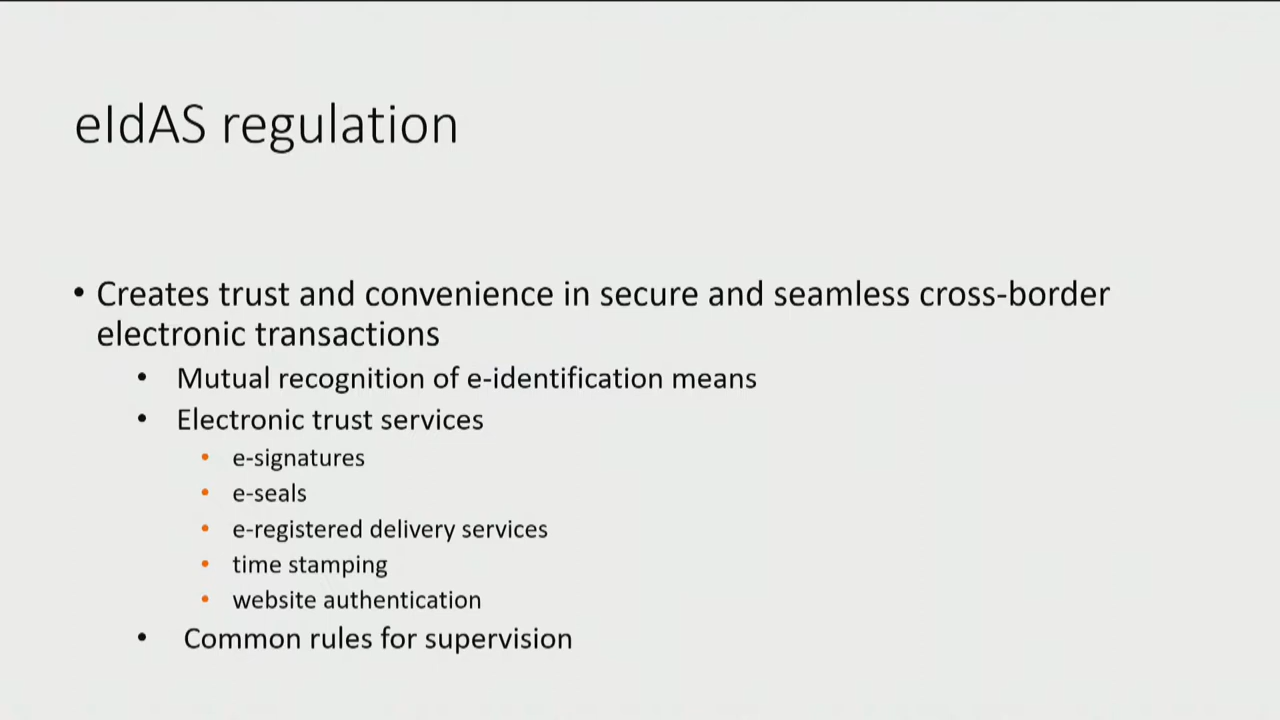 eIdAS regulation
• Creates trust and convenience in secure and seamless cross-border
electronic transactions
• Mutual recognition of e-identification means
• Electronic trust services
• e-signatures
• e-seals
• e-registered delivery services
• time stamping
• website authentication
• Common rules for supervision